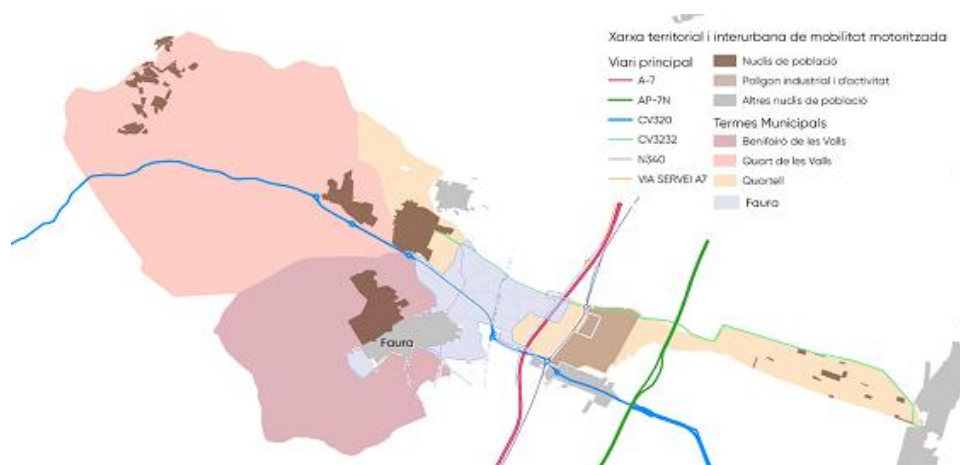 Xarxa territorial i interurbana de mobilitat motoritzada
Viari principal
A-7
AP-7N
CV320
CV3232
N340
VIA SERVEI A7
Nuclis de població
Polígon industrial i d'activitat
Altres nuclis de població
Termes Municipals
Benifairó de les Valls
Quart de les Valls
Quartell
Faura
Faura